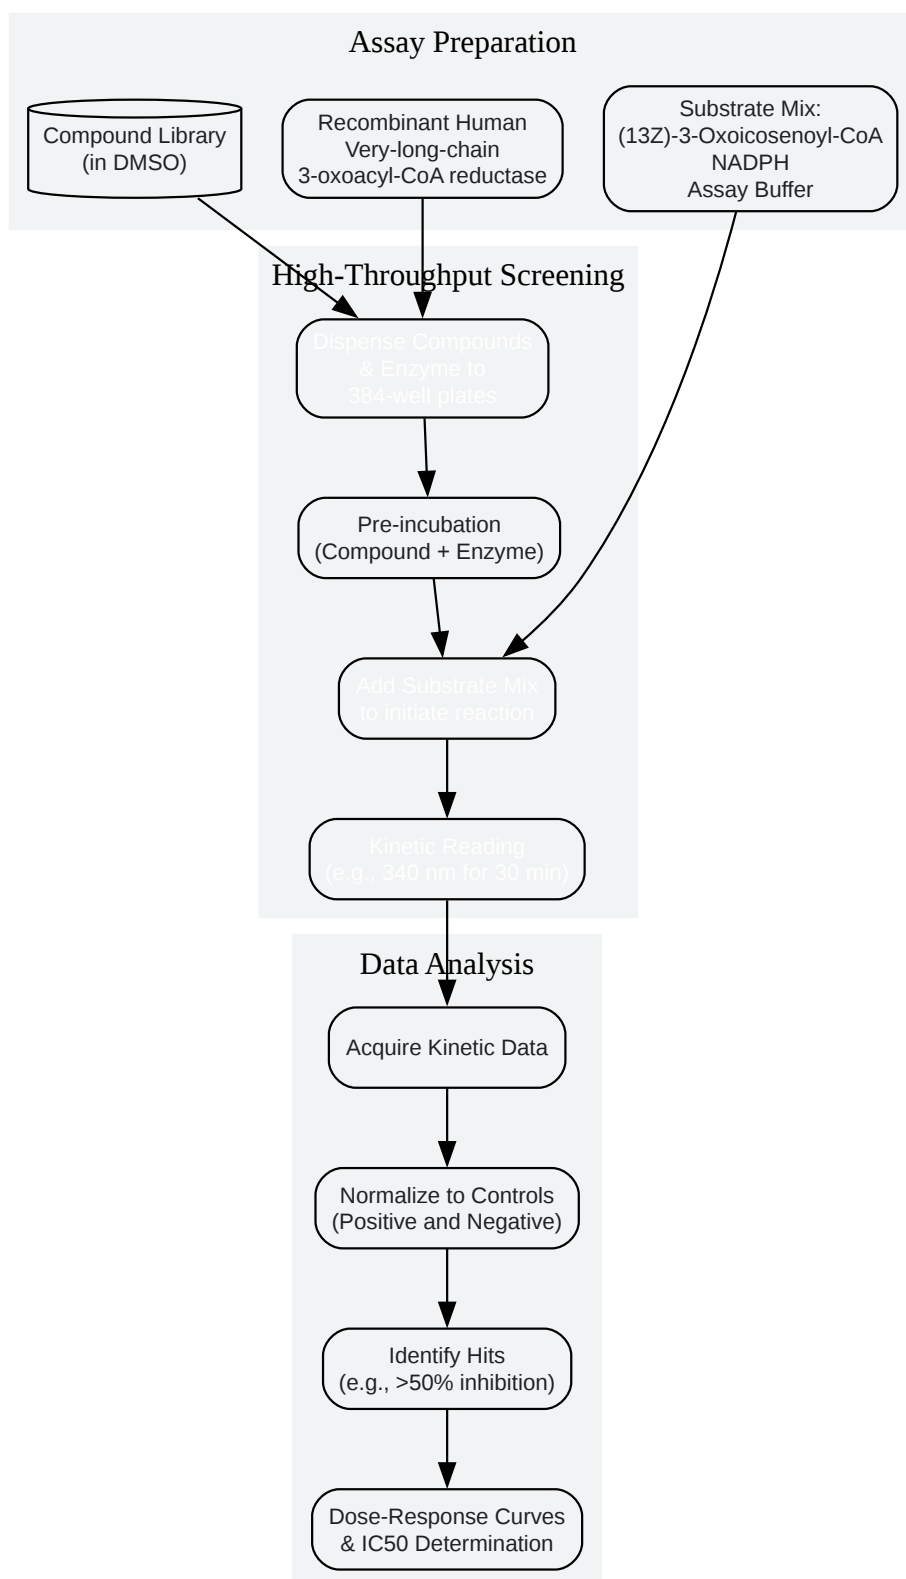 Assay Preparation
Compound Library
(in DMSO)
Recombinant Human
Very-long-chain
3-oxoacyl-CoA reductase
Substrate Mix:
(13Z)-3-Oxoicosenoyl-CoA
NADPH
Assay Buffer
High-Throughput Screening
Dispense Compounds
& Enzyme to
384-well plates
Pre-incubation
(Compound + Enzyme)
Add Substrate Mix
to initiate reaction
Kinetic Reading
(e.g., 340 nm for 30 min)
Data Analysis
Acquire Kinetic Data
Normalize to Controls
(Positive and Negative)
Identify Hits
(e.g., >50% inhibition)
Dose-Response Curves
& IC50 Determination